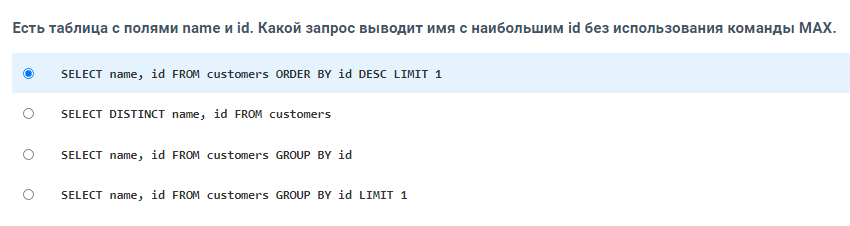 Есть таблица с полями name и id. Какой запрос выводит имя с наибольшим id без использования команды MAX.
SELECT name, id FROM customers ORDER BY id DESC LIMIT 1
SELECT DISTINCT name, id FROM customers
SELECT name, id FROM customers GROUP BY id
SELECT name, id FROM customers GROUP BY id LIMIT 1